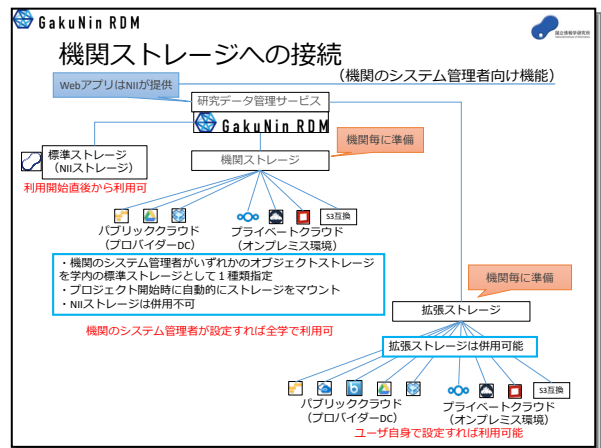 GakuNin RDM
機関ストレージへの接続
（機関のシステム管理者向け機能）
WebアプリはNIIが提供
研究データ管理サービス
GakuNin RDM
機関毎に準備
標準ストレージ
（NIIストレージ）
機関ストレージ
利用開始直後から利用可
S3互換
パブリッククラウド
（プロバイダーDC）
プライベートクラウド
（オンプレミス環境）
・機関のシステム管理者がいずれかのオブジェクトストレージ
を学内の標準ストレージとして１種類指定
・プロジェクト開始時に自動的にストレージをマウント
・NIIストレージは併用不可
機関毎に準備
拡張ストレージ
機関のシステム管理者が設定すれば全学で利用可
拡張ストレージは併用可能
S3互換
パブリッククラウド
（プロバイダーDC）
プライベートクラウド
（オンプレミス環境）
ユーザ自身で設定すれば利用可能